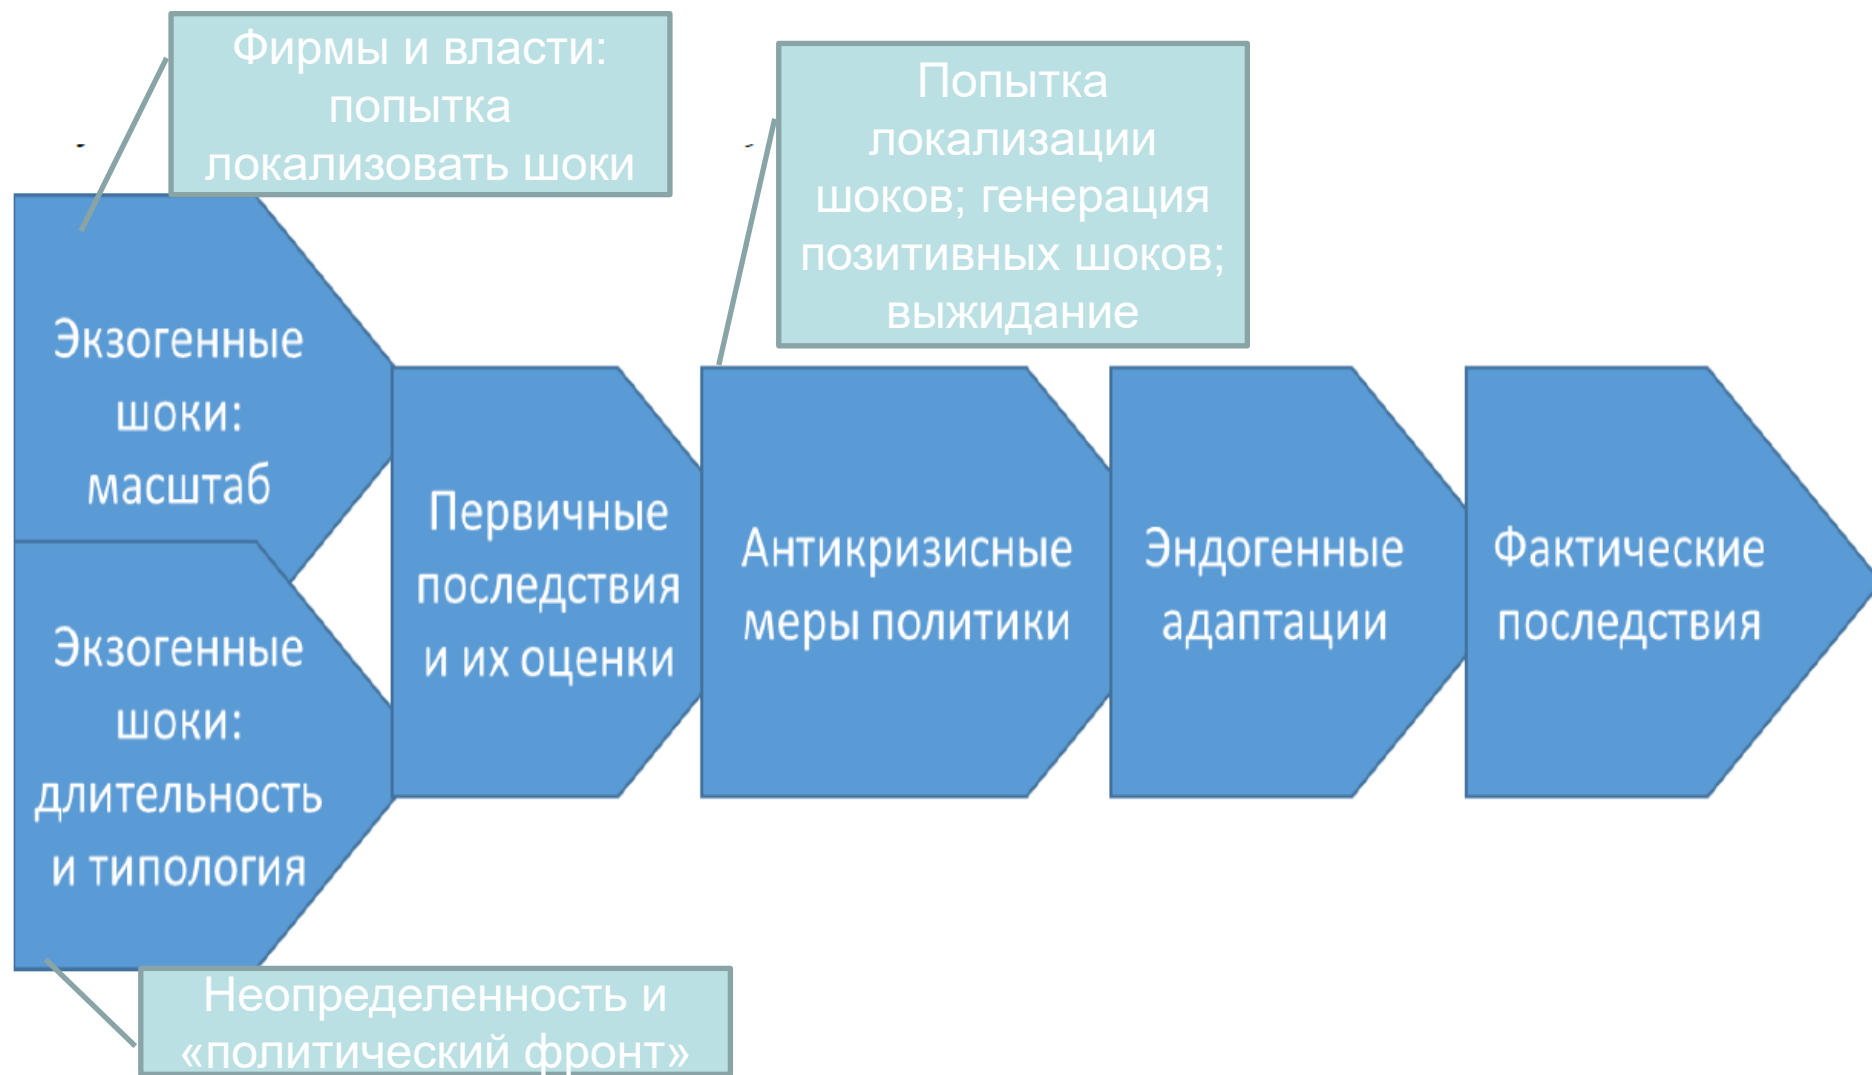 Фирмы и власти:
попытка
локализовать шоки
Попытка
локализации
шоков; генерация
позитивных шоков;
выжидание
Экзогенные
шоки:
масштаб
Экзогенные
шоки:
длительность
и типология
Первичные
последствия
и их оценки
Антикризисные
меры политики
Эндогенные
адаптации
Фактические
последствия
Неопределенность и
«политический фронт»